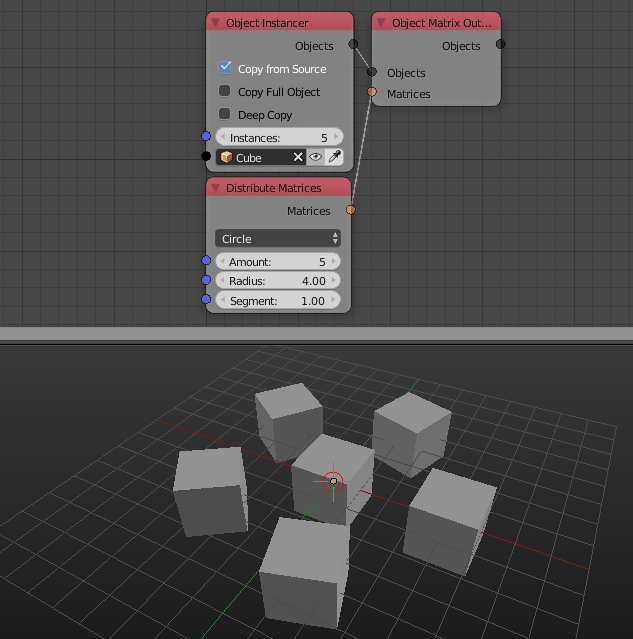 Object Instancer
Objects
Copy from Source
Copy Full Object
Deep Copy
Instances: 5
Cube
Distribute Matrices
Matrices
Circle
Amount: 5
Radius: 4.00
Segment: 1.00
Object Matrix Out...
Objects
Objects
Matrices